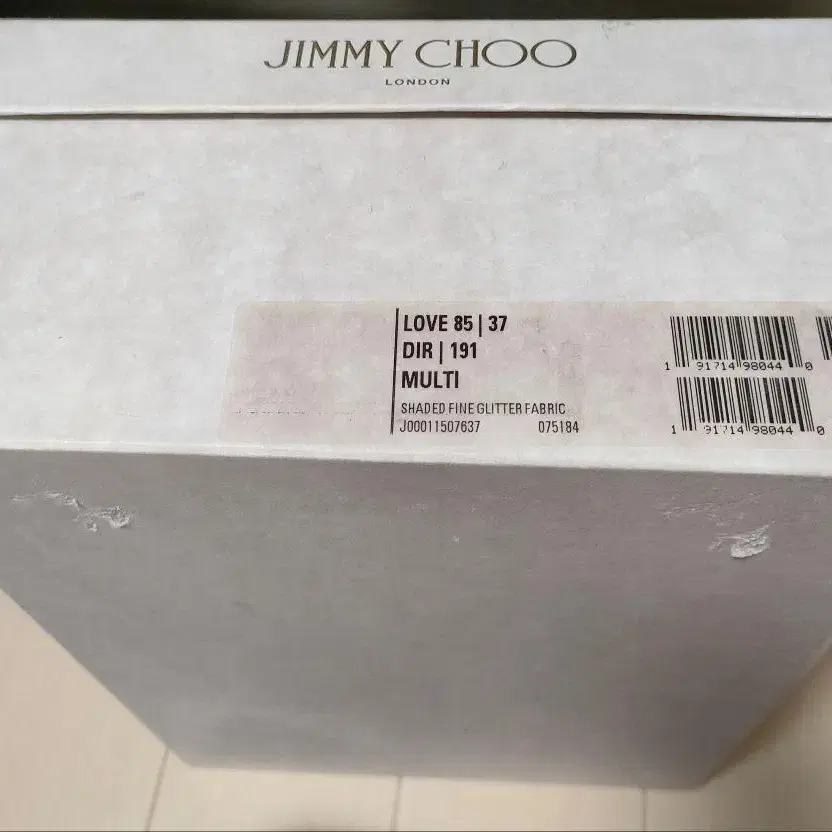 JIMMY CHOO
LONDON
LOVE 85 | 37
DIR | 191
MULTI
SHADED FINE GLITTER FABRIC
J00011507637 075184
1 91714 98044 0
1 91714 98044 0